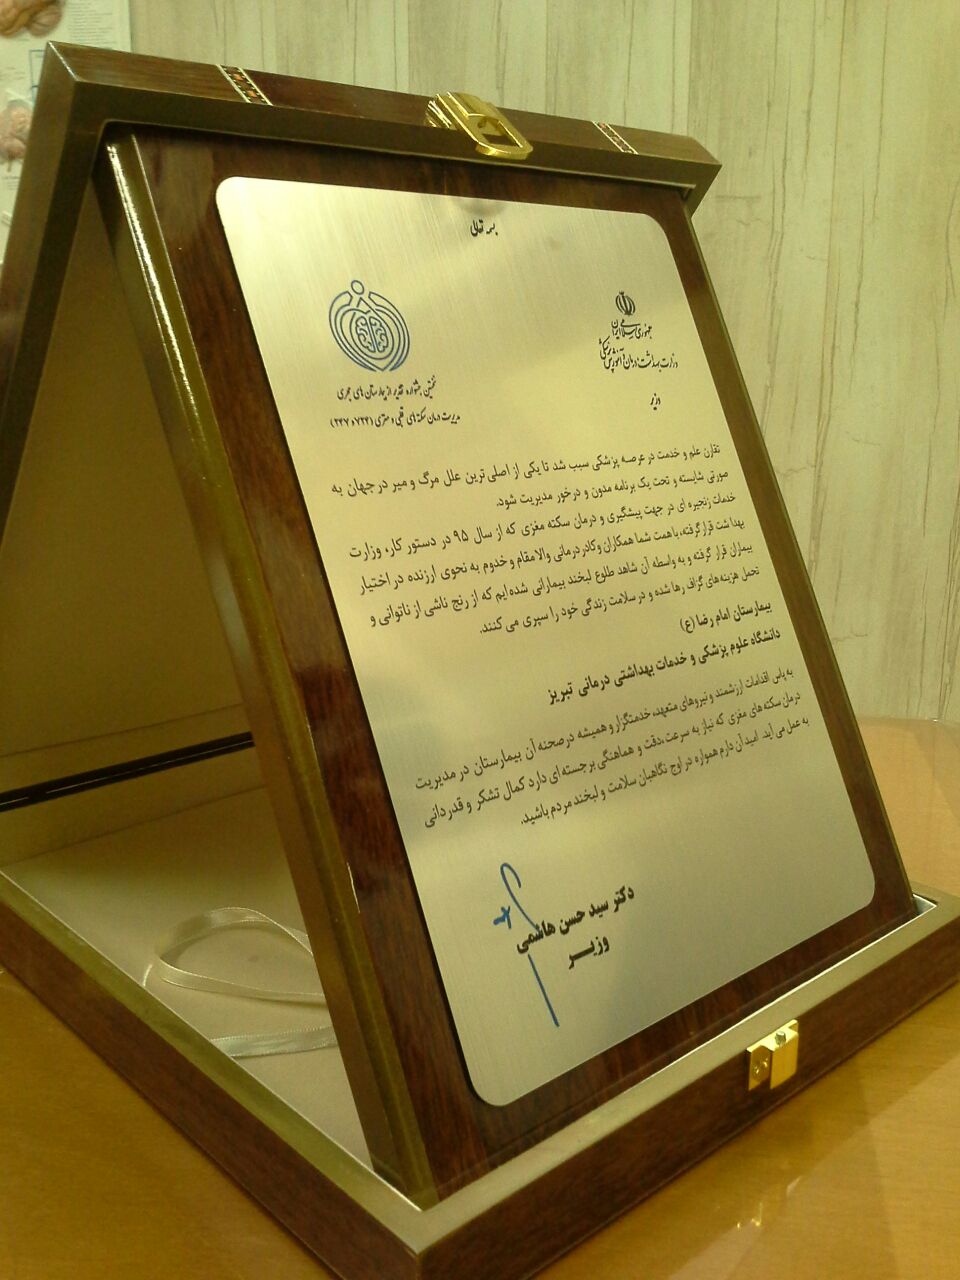 بسمه تعالی
جمهوری اسلامی ایران
وزارت بهداشت، درمان و آموزش پزشکی
وزیر
نخستین جشنواره تقدیر از بیمارستان های مجری
مدیریت درمان سکته های قلبی و مغزی (۷۲۴ و ۲۴۷)
تقارن علم و خدمت در عرصه پزشکی سبب شد تا یکی از اصلی ترین علل مرگ و میر در جهان به
صورتی شایسته و تحت یک برنامه مدون و درخور مدیریت شود.
خدمات زنجیره ای در جهت پیشگیری و درمان سکته مغزی که از سال ۹۵ در دستور کار، وزارت
بهداشت قرار گرفته، با همت شما همکاران و کادر درمانی والامقام و خدوم به نحوی ارزنده در اختیار
بیماران قرار گرفته و به واسطه آن شاهد طلوع لبخند بیمارانی شده ایم که از رنج ناشی از ناتوانی و
تحمل هزینه های گزاف رها شده و در سلامت زندگی خود را سپری می کنند.
بیمارستان امام رضا (ع)
دانشگاه علوم پزشکی و خدمات بهداشتی درمانی تبریز
به پاس اقدامات ارزشمند و نیروهای متعهد، خدمتگزار و همیشه در صحنه آن بیمارستان در مدیریت
درمان سکته های مغزی که نیاز به سرعت ،دقت و هماهنگی برجسته ای دارد کمال تشکر و قدردانی
به عمل می آید. امید آن دارم همواره در اوج نگاهبان سلامت و لبخند مردم باشید.
دکتر سید حسن هاشمی
وزیر